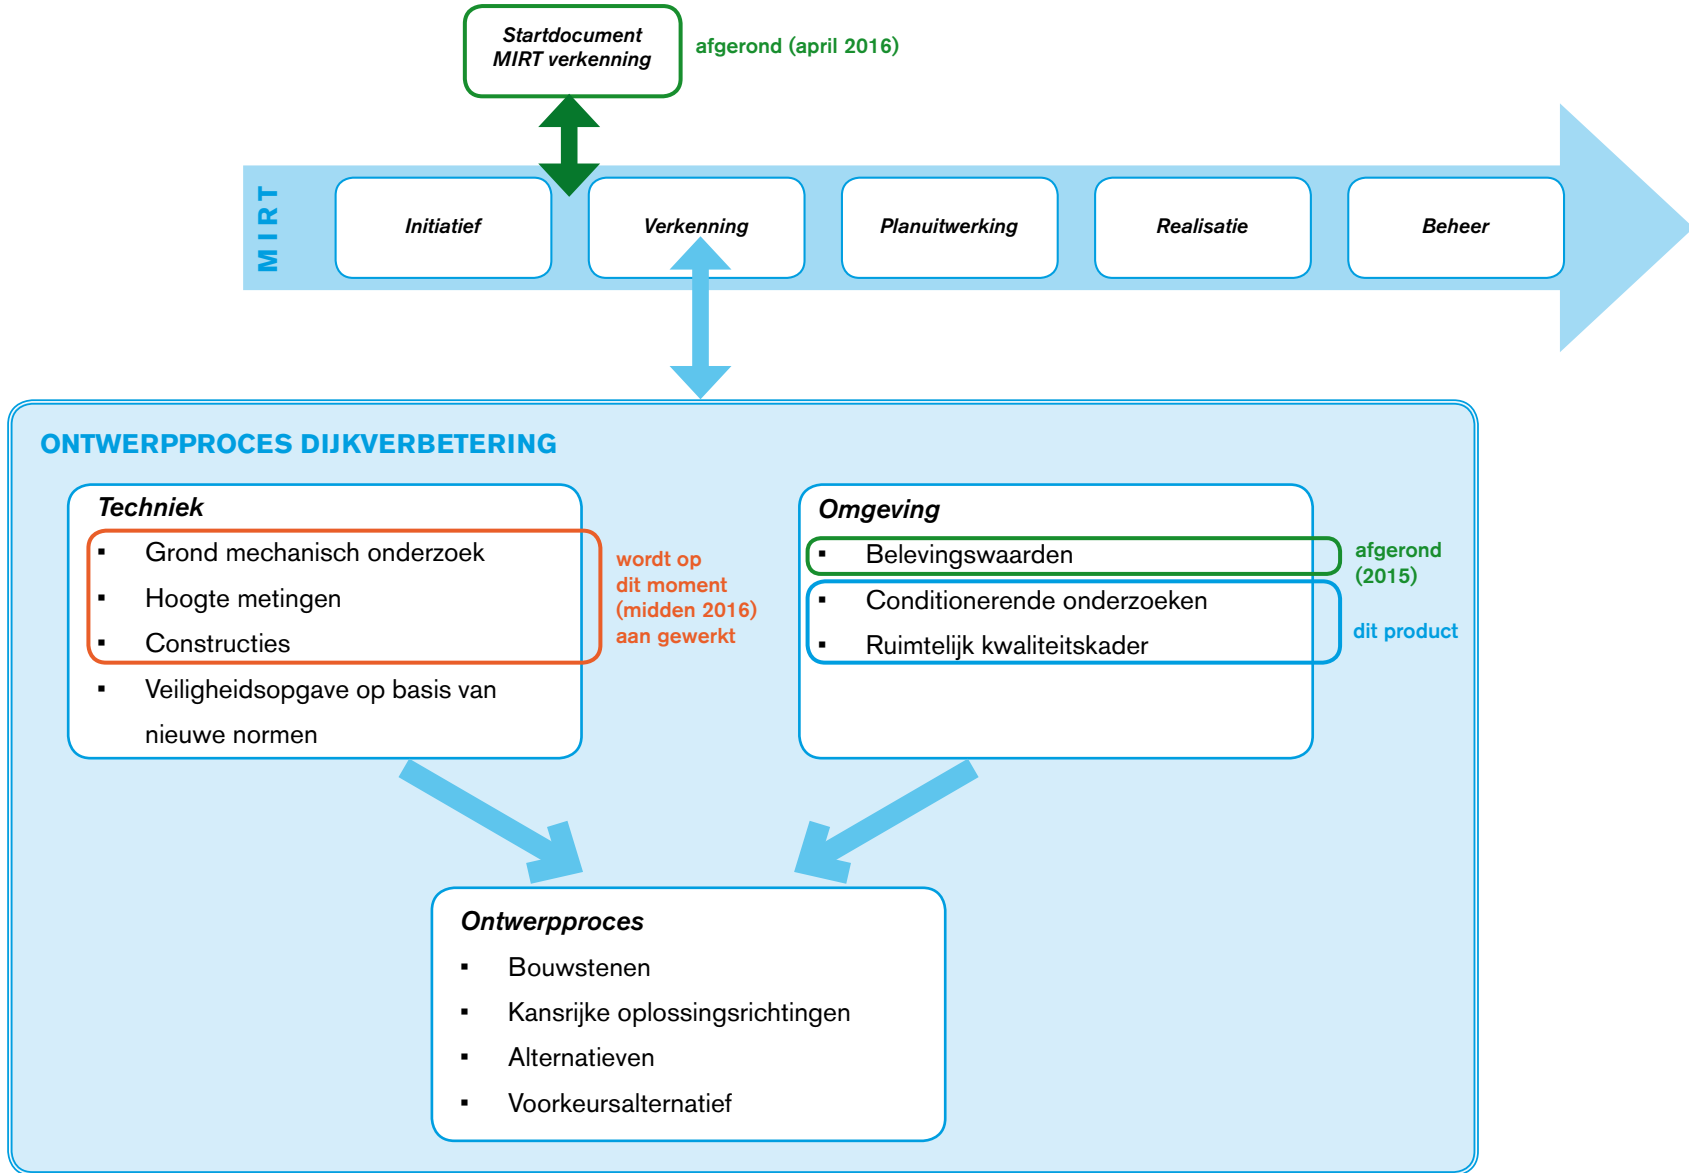 Startdocument
MIRT verkenning
afgerond (april 2016)
MIRT
Initiatief
Verkenning
Planuitwerking
Realisatie
Beheer
ONTWERPPROCES DIJKVERBETERING
Techniek
▪ Grond mechanisch onderzoek
▪ Hoogte metingen
▪ Constructies
▪ Veiligheidsopgave op basis van
nieuwe normen
wordt op
dit moment
(midden 2016)
aan gewerkt
Omgeving
▪ Belevingswaarden
▪ Conditionerende onderzoeken
▪ Ruimtelijk kwaliteitskader
afgerond
(2015)
dit product
Ontwerpproces
▪ Bouwstenen
▪ Kansrijke oplossingsrichtingen
▪ Alternatieven
▪ Voorkeursalternatief